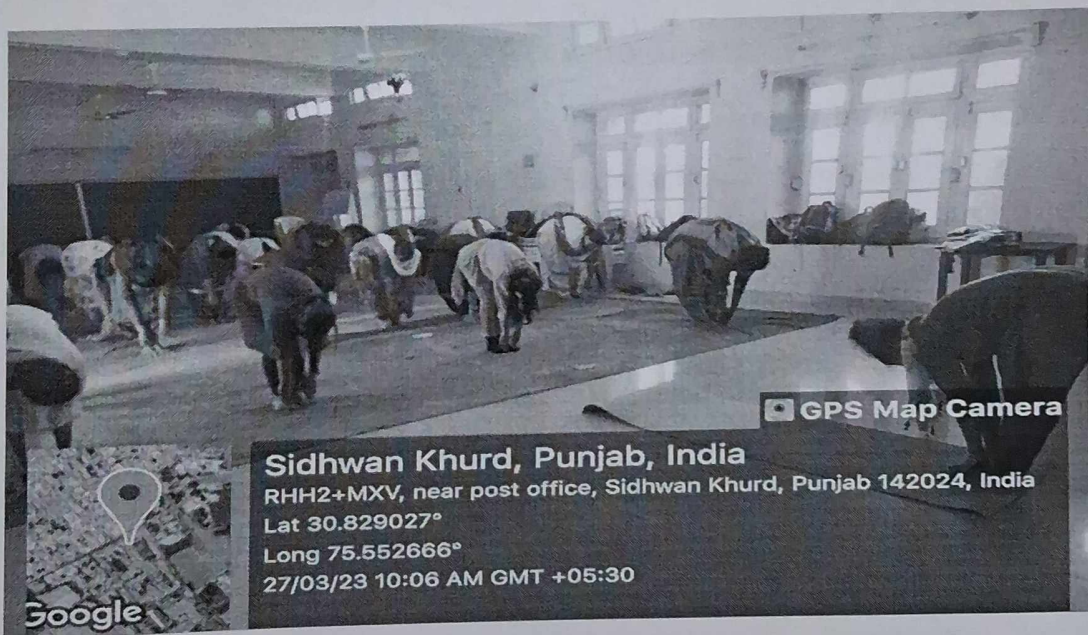 GPS Map Camera
Sidhwan Khurd, Punjab, India
RHH2+MXV, near post office, Sidhwan Khurd, Punjab 142024, India
Lat 30.829027°
Long 75.552666°
27/03/23 10:06 AM GMT +05:30
Google